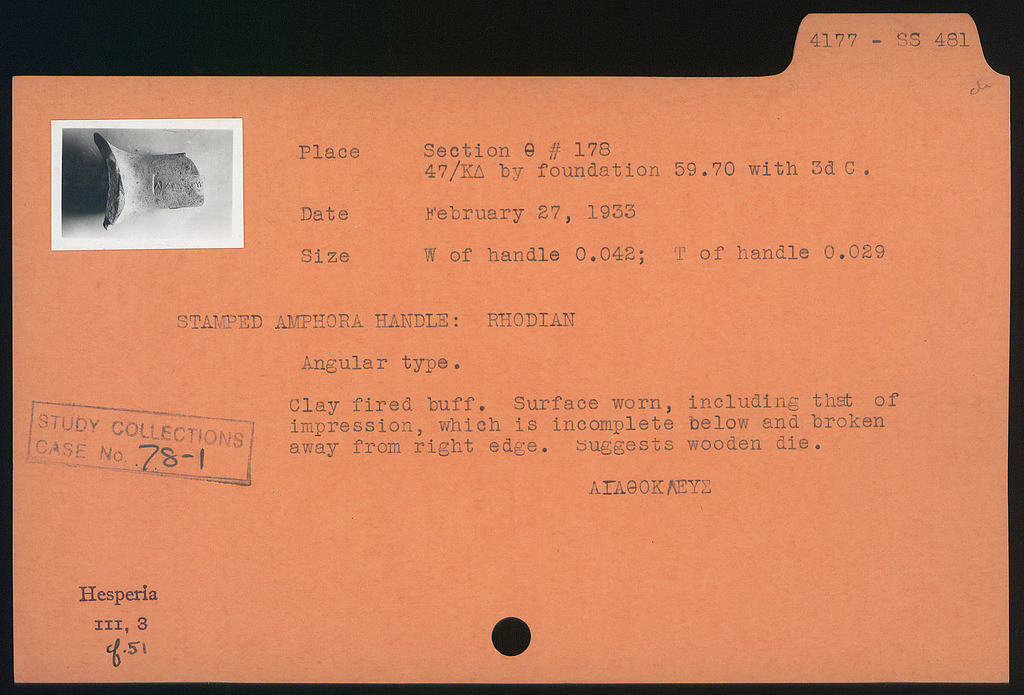 4177 - SS 481
Place Section θ # 178
47/ΚΔ by foundation 59.70 with 3d C.
Date February 27, 1933
Size W of handle 0.042; T of handle 0.029
STAMPED AMPHORA HANDLE: RHODIAN
Angular type.
Clay fired buff. Surface worn, including that of
impression, which is incomplete below and broken
away from right edge. Suggests wooden die.
ΑΓΑΘΟΚΛΕΥΣ
STUDY COLLECTIONS
CASE No. 78-1
Hesperia
III, 3
cf. 51